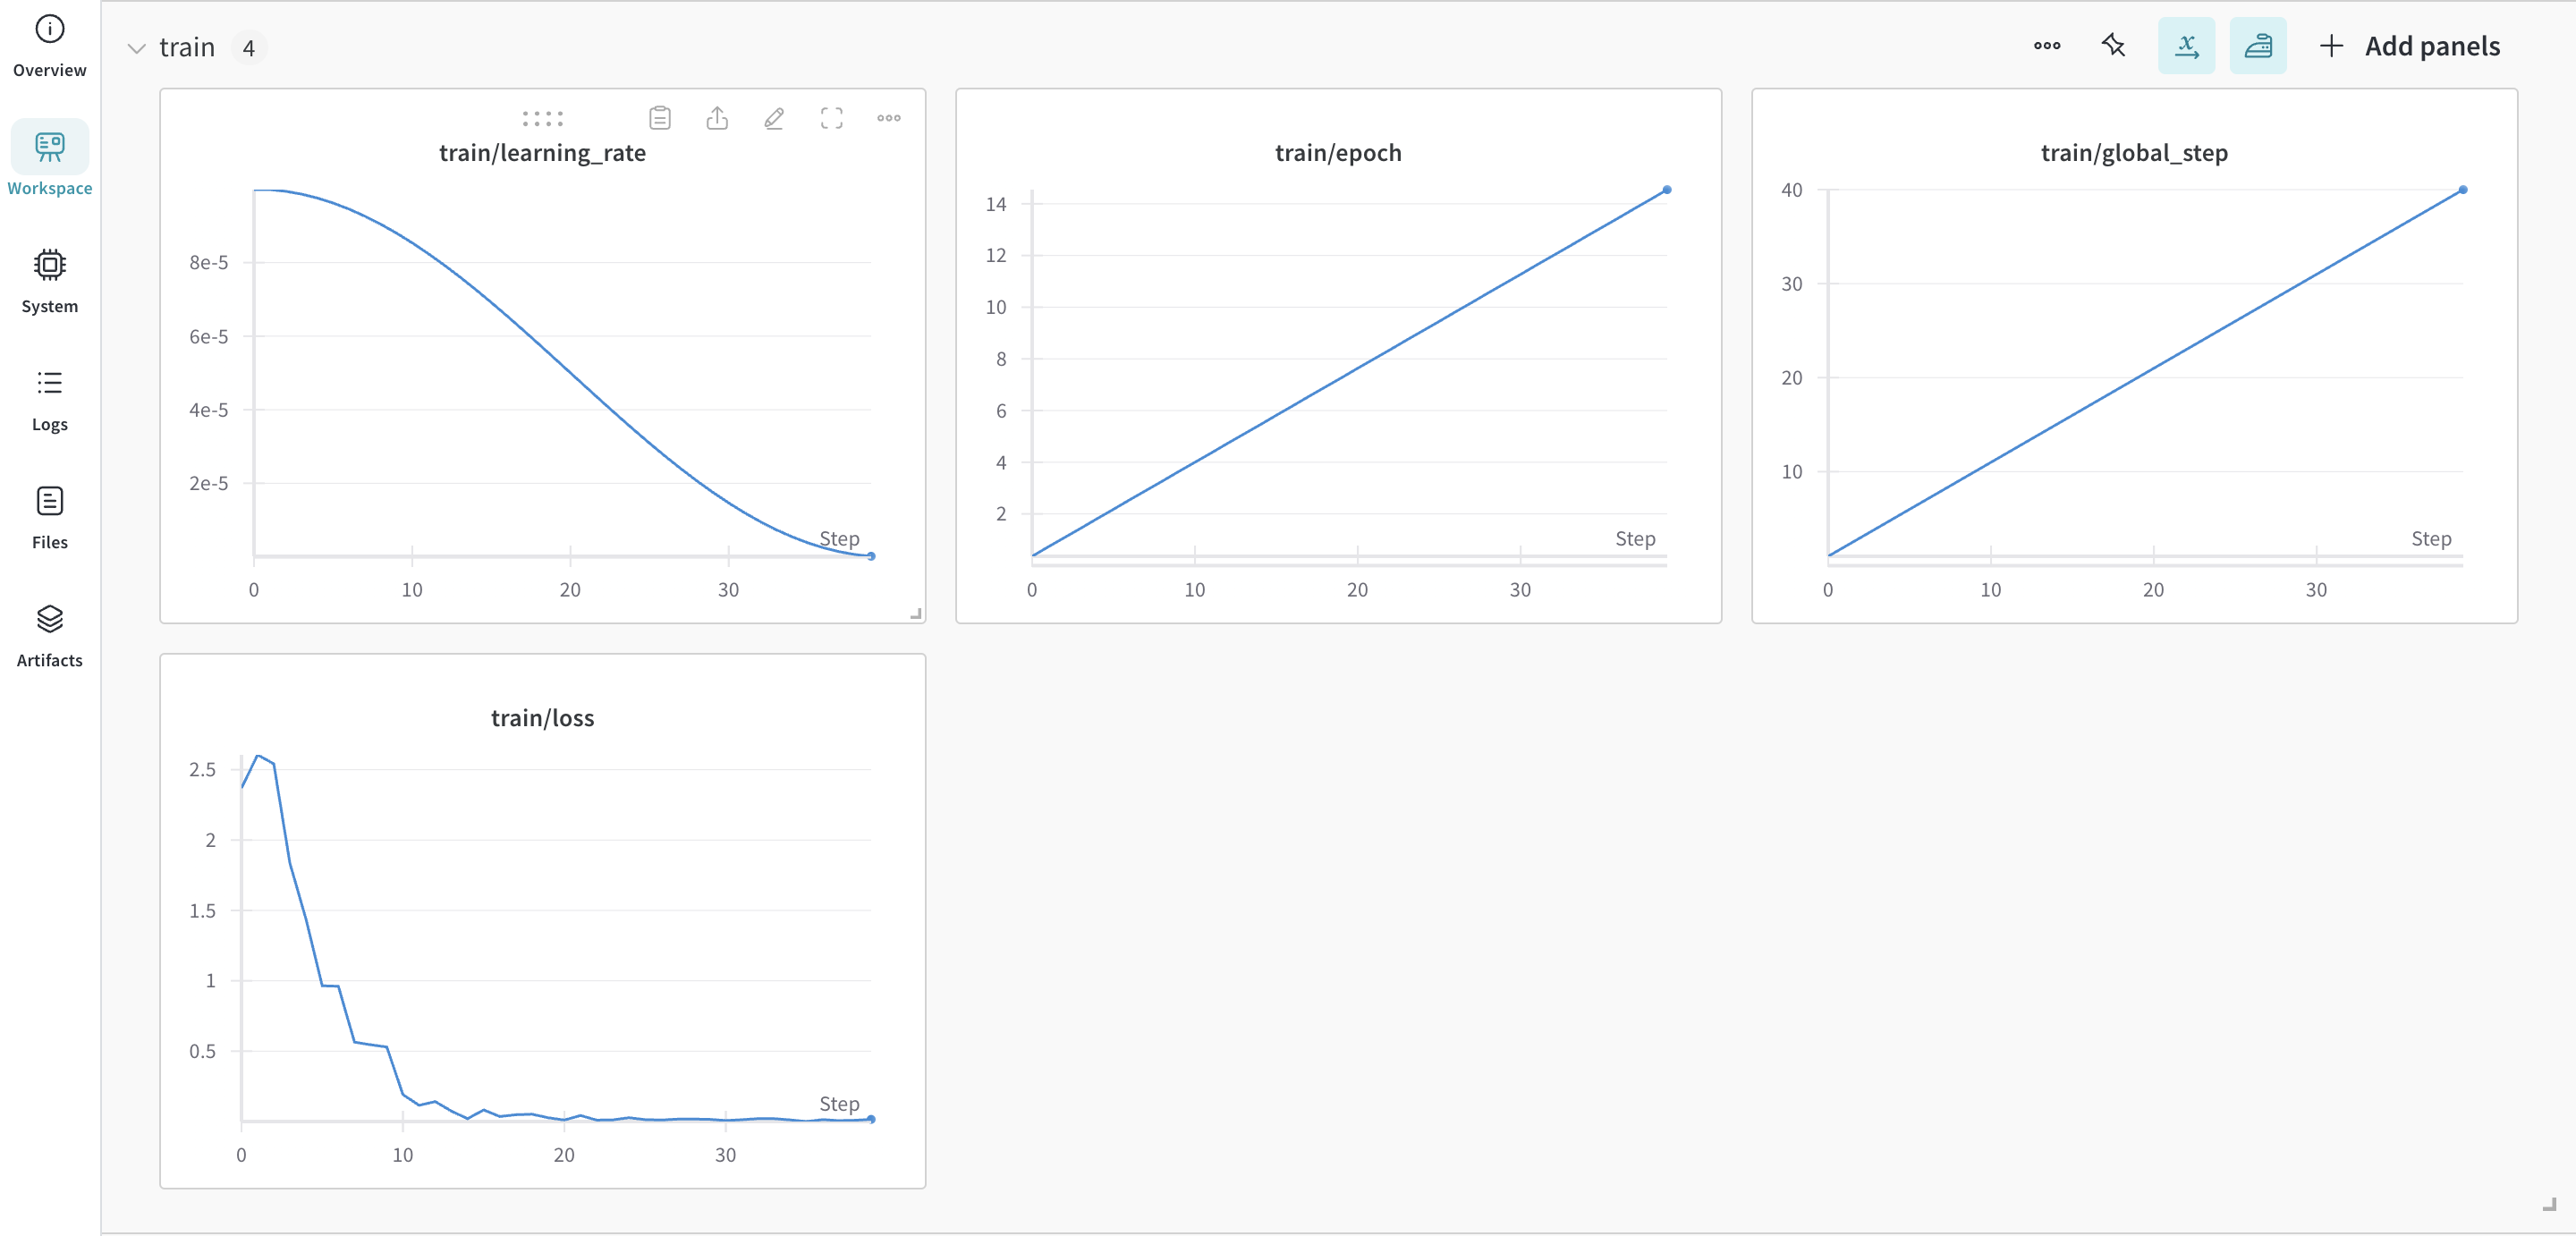 Overview
Workspace
System
Logs
Files
Artifacts
train 4
Add panels
train/learning_rate
8e-5
6e-5
4e-5
2e-5
Step
0 10 20 30
train/epoch
14
12
10
8
6
4
2
Step
0 10 20 30
train/global_step
40
30
20
10
Step
0 10 20 30
train/loss
2.5
2
1.5
1
0.5
Step
0 10 20 30